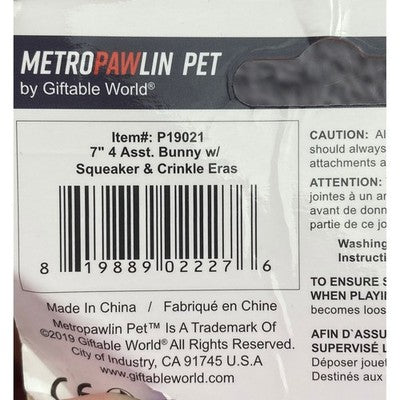 METROPAWLIN PET
by Giftable World®
Item#: P19021
7" 4 Asst. Bunny w/
Squeaker & Crinkle Eras
8 19889 02227 6
Made In China / Fabriqué en Chine
Metropawlin Pet™ Is A Trademark Of
©2019 Giftable World® All Rights Reserved.
City of Industry, CA 91745 U.S.A
www.giftableworld.com
CE
CAUTION: Al
should always
attachments a
ATTENTION:
jointes à un ar
avant de donn
partie de ce jo
Washing
Instructi
TO ENSURE S
WHEN PLAYI
becomes loos
AFIN D`ASSU
SUPERVISÉ L
Déposer jouet
Destinés aux